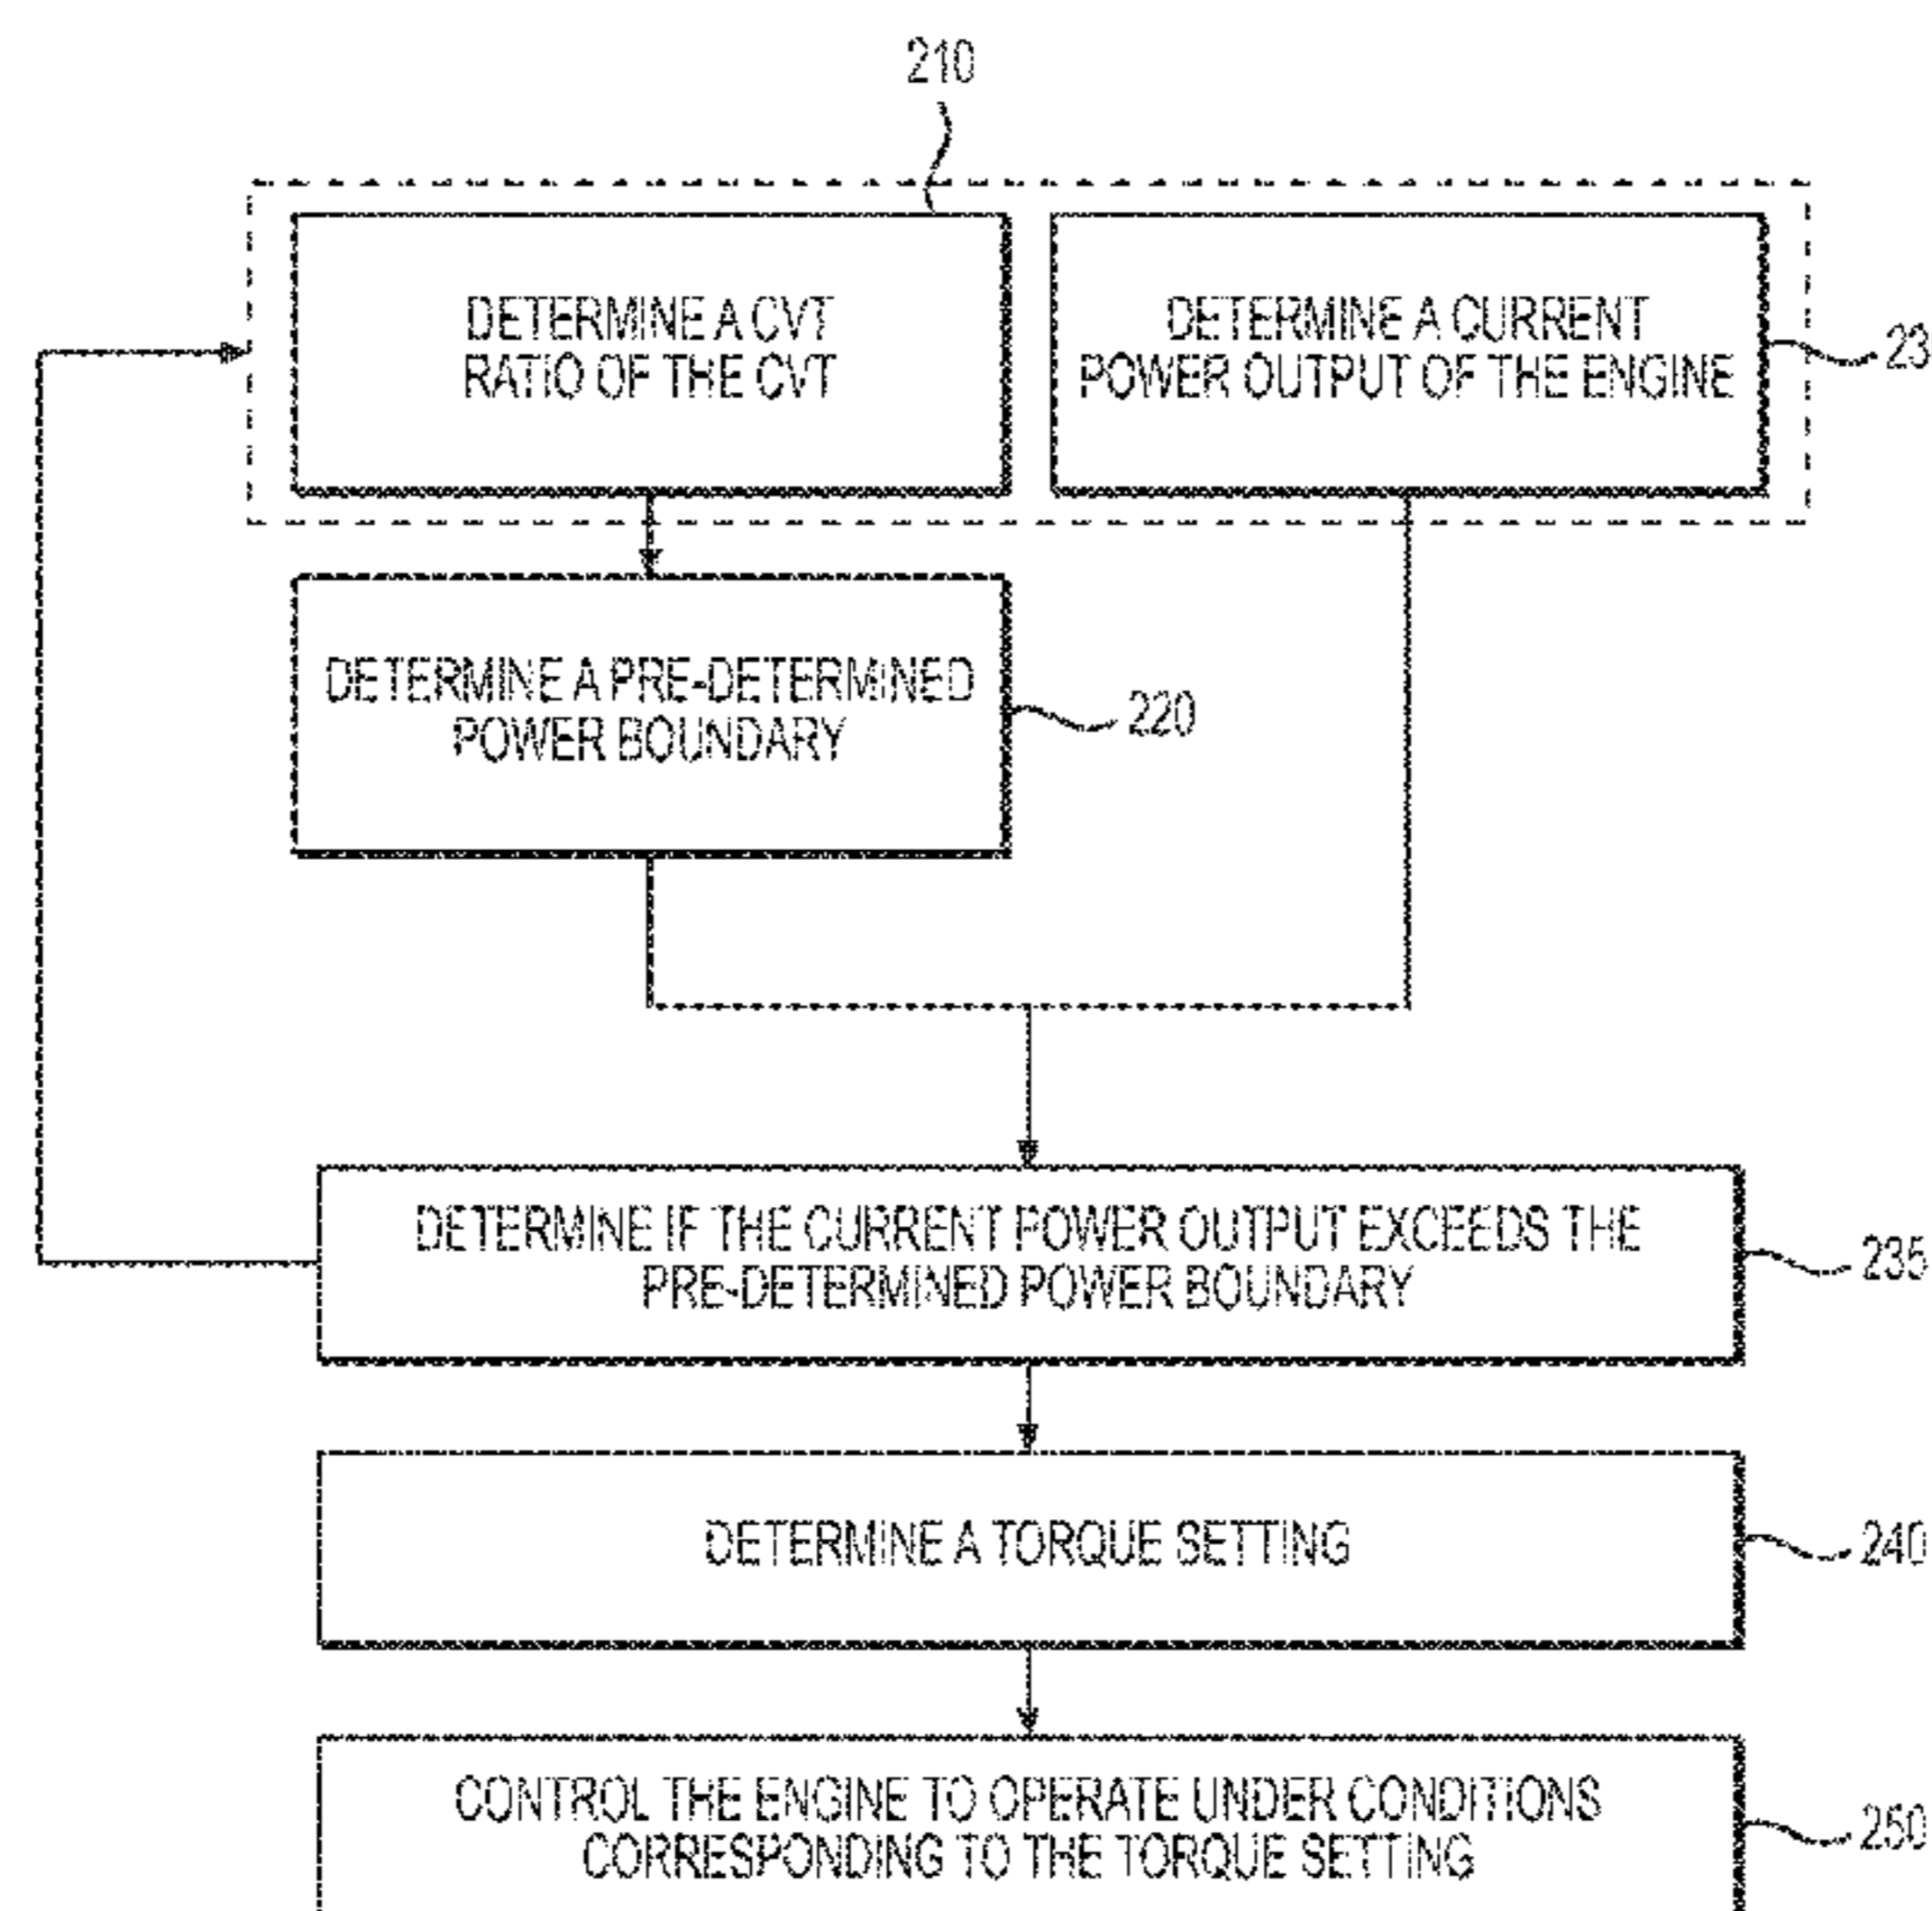 210
DETERMINE A CVT
RATIO OF THE CVT
DETERMINE A CURRENT
POWER OUTPUT OF THE ENGINE
23
DETERMINE A PRE-DETERMINED
POWER BOUNDARY
220
DETERMINE IF THE CURRENT POWER OUTPUT EXCEEDS THE
PRE-DETERMINED POWER BOUNDARY
235
DETERMINE A TORQUE SETTING
240
CONTROL THE ENGINE TO OPERATE UNDER CONDITIONS
CORRESPONDING TO THE TORQUE SETTING
250